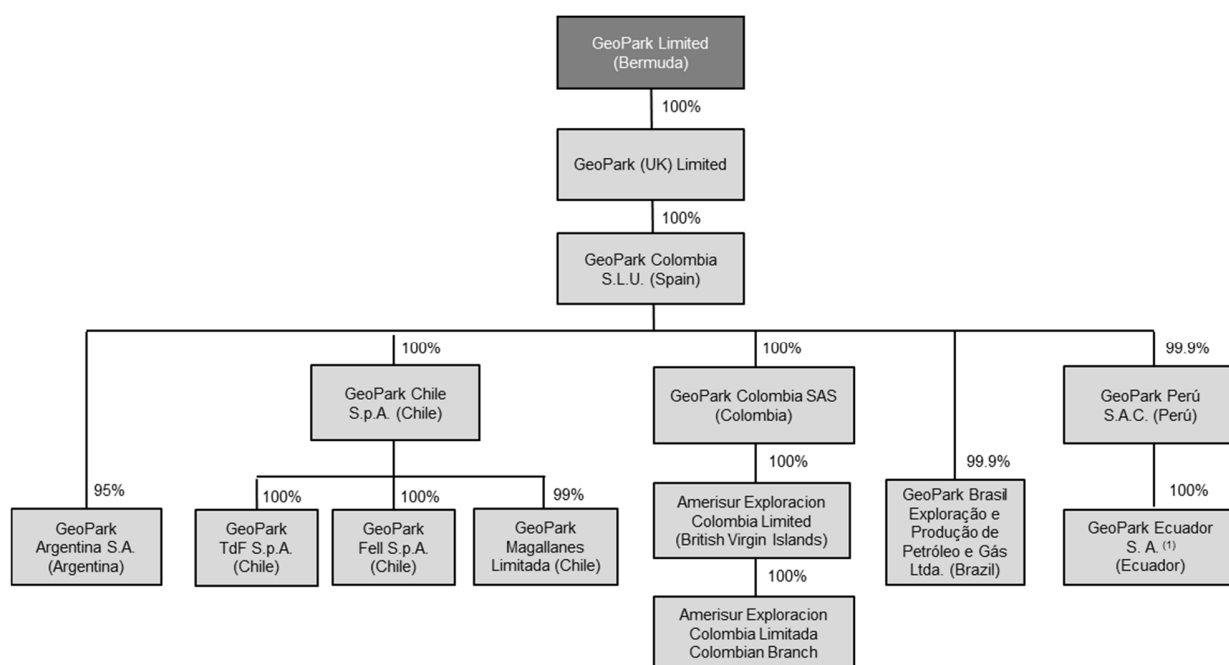 GeoPark Limited
(Bermuda)
100%
GeoPark (UK) Limited
100%
GeoPark Colombia
S.L.U. (Spain)
100%
100%
99.9%
GeoPark Chile
S.p.A. (Chile)
GeoPark Colombia SAS
(Colombia)
GeoPark Perú
S.A.C. (Perú)
95%
100%
100%
99%
100%
99.9%
100%
GeoPark
Argentina S.A.
(Argentina)
GeoPark
TdF S.p.A.
(Chile)
GeoPark
Fell S.p.A.
(Chile)
GeoPark
Magallanes
Limitada (Chile)
Amerisur Exploracion
Colombia Limited
(British Virgin Islands)
GeoPark Brasil
Exploração e
Produção de
Petróleo e Gás
Ltda. (Brazil)
GeoPark Ecuador
S. A. (1)
(Ecuador)
100%
Amerisur Exploracion
Colombia Limitada
Colombian Branch